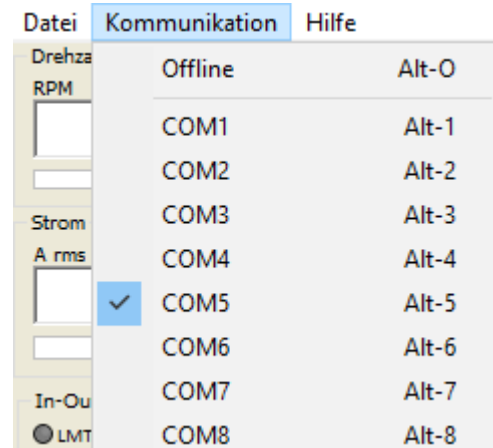 Datei Kommunikation Hilfe
Drehza
RPM
Offline Alt-O
COM1 Alt-1
COM2 Alt-2
COM3 Alt-3
Strom
A rms
COM4 Alt-4
COM5 Alt-5
COM6 Alt-6
COM7 Alt-7
In-Ou
LMT
COM8 Alt-8